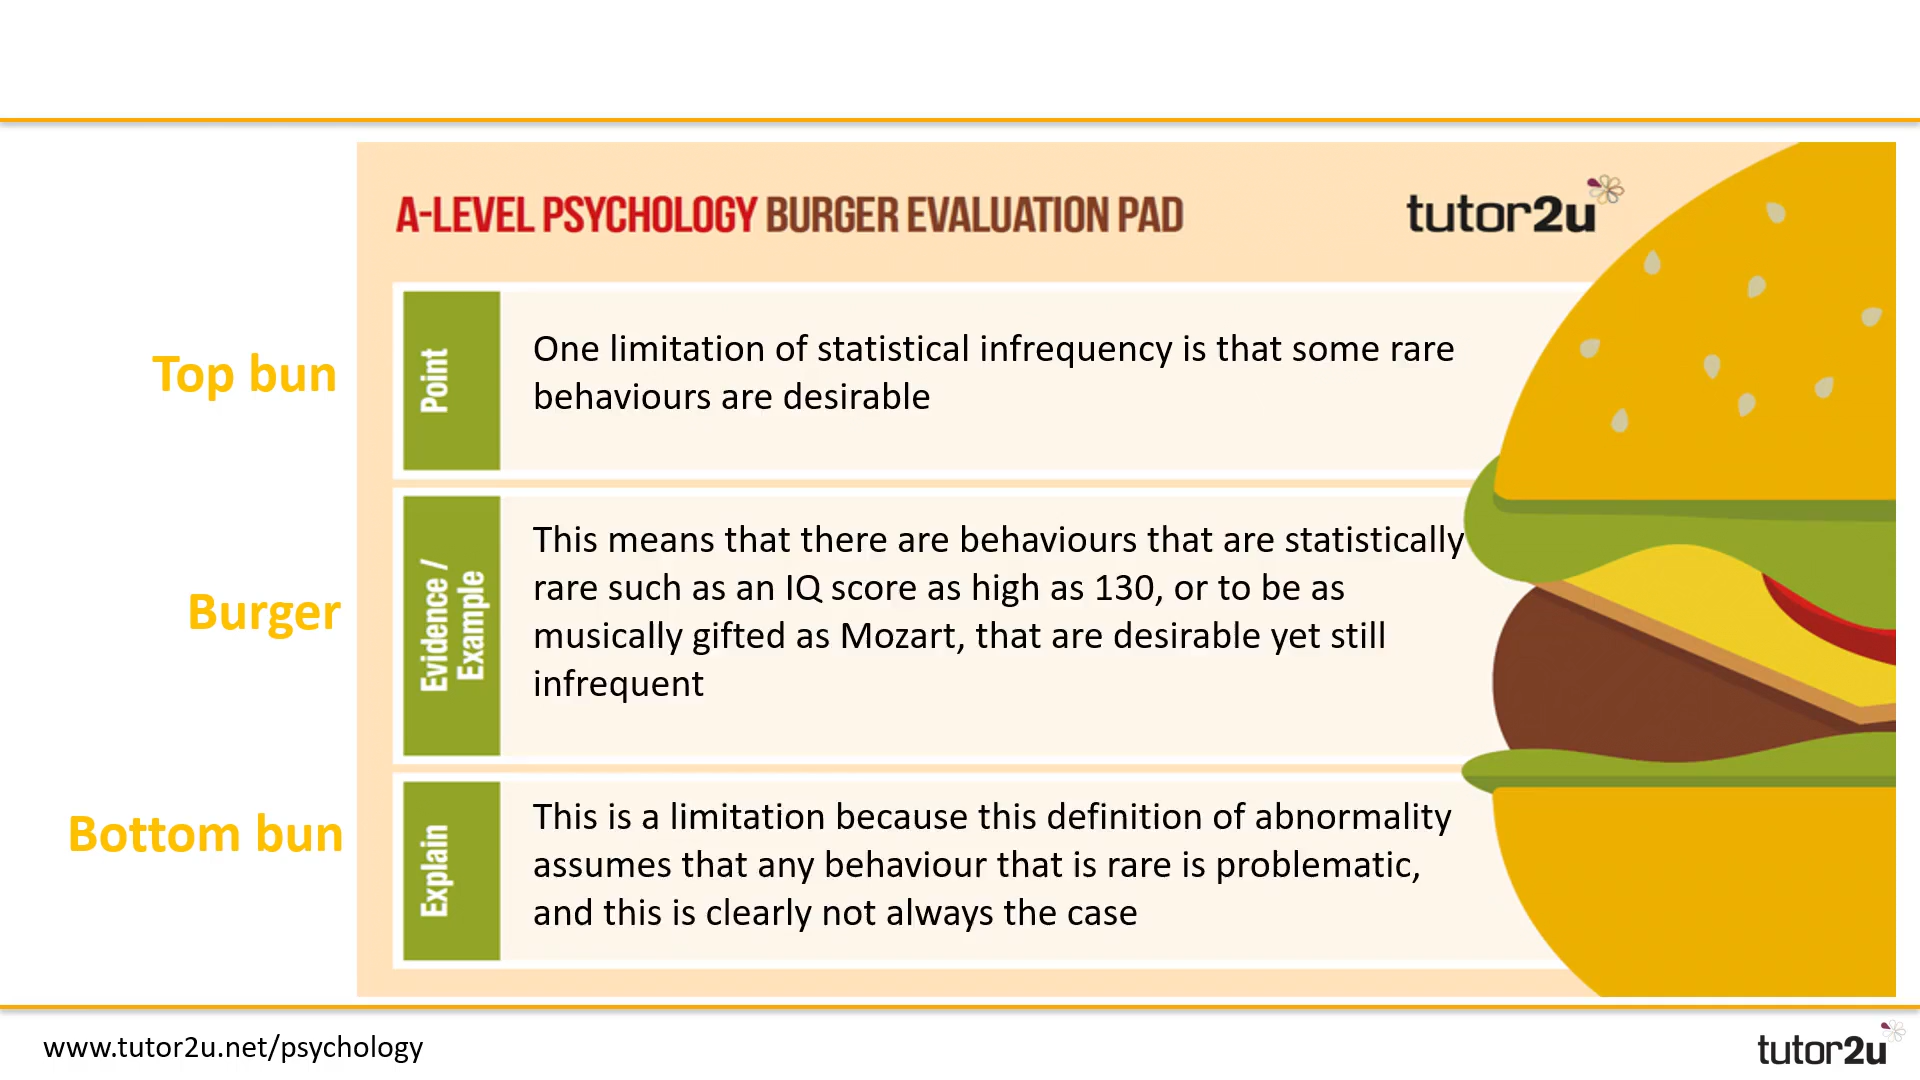 A-LEVEL PSYCHOLOGY BURGER EVALUATION PAD
tutor2u
Top bun
Point
One limitation of statistical infrequency is that some rare
behaviours are desirable
Burger
Evidence /
Example
This means that there are behaviours that are statistically
rare such as an IQ score as high as 130, or to be as
musically gifted as Mozart, that are desirable yet still
infrequent
Bottom bun
Explain
This is a limitation because this definition of abnormality
assumes that any behaviour that is rare is problematic,
and this is clearly not always the case
www.tutor2u.net/psychology
tutor2u